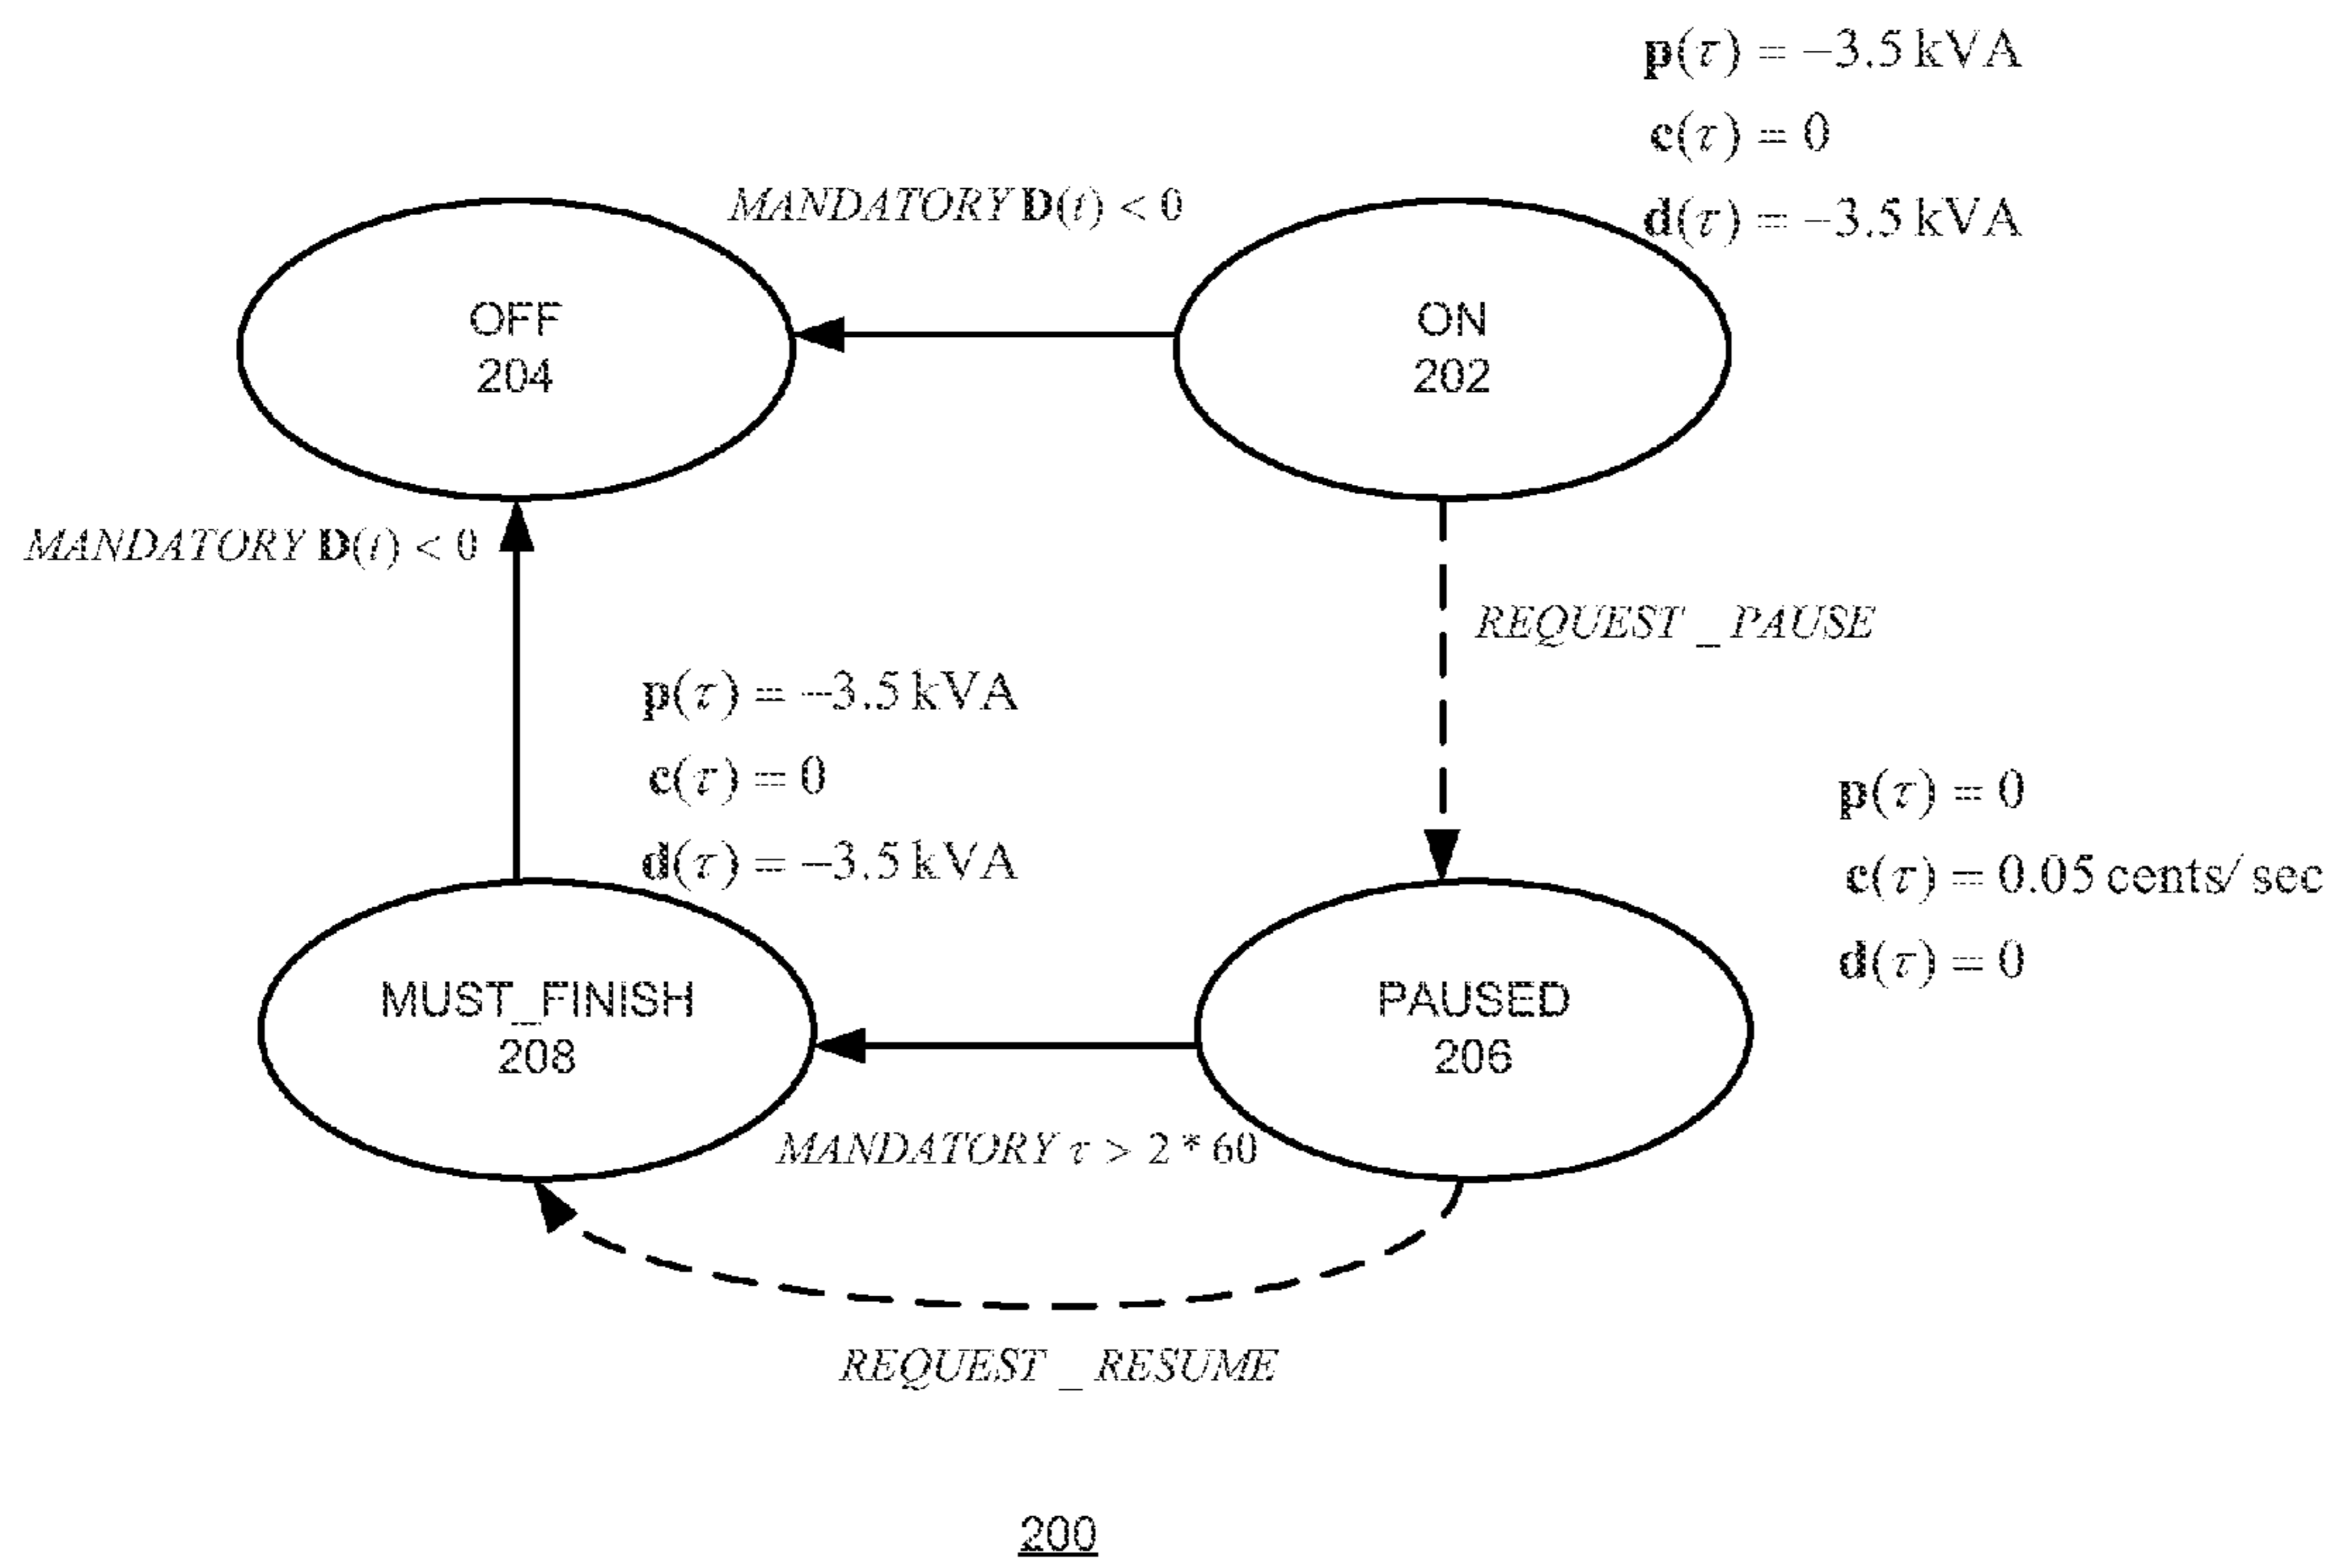 p(τ) = −3.5 kVA
c(τ) = 0
d(τ) = −3.5 kVA
MANDATORY D(t) < 0
OFF
204
ON
202
MANDATORY D(t) < 0
REQUEST _ PAUSE
p(τ) = −3.5 kVA
c(τ) = 0
d(τ) = −3.5 kVA
p(τ) = 0
c(τ) = 0.05 cents/ sec
d(τ) = 0
MUST_FINISH
208
PAUSED
206
MANDATORY τ > 2 * 60
REQUEST _ RESUME
200